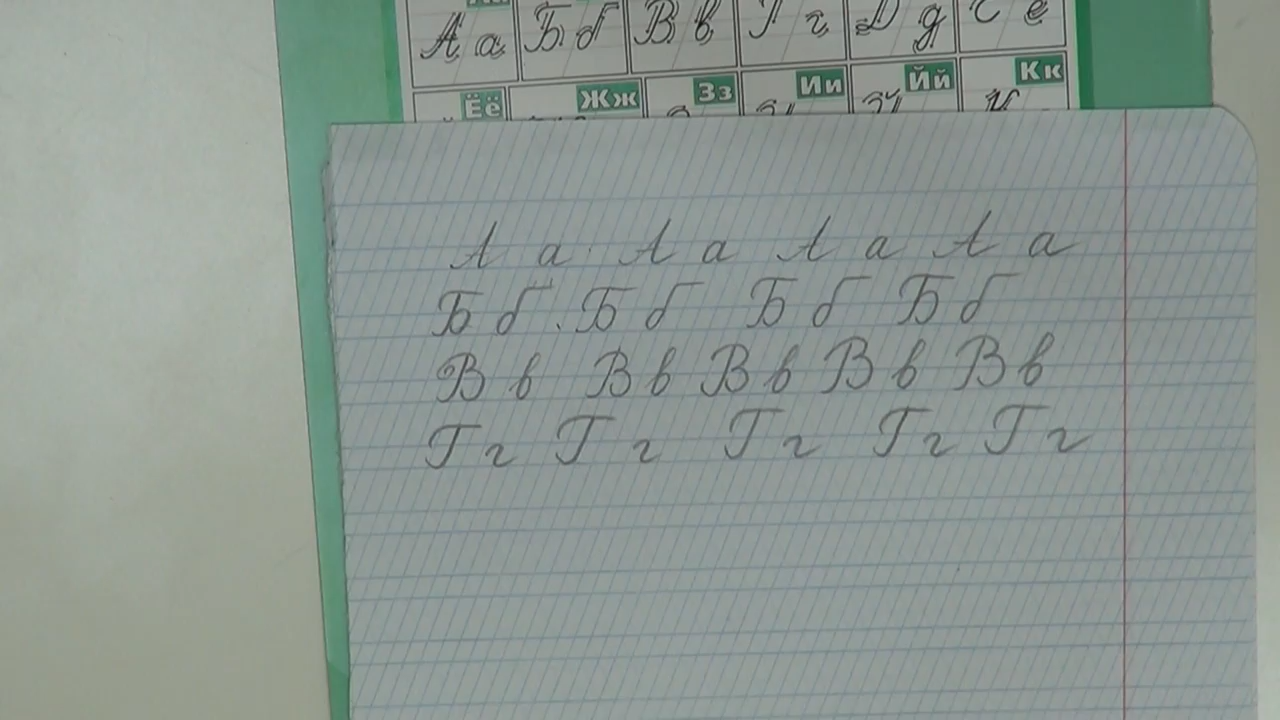 Аа Бб Вв Гг Дд Ее
Ёё Жж Зз Ии Йй Кк
А а А а А а А а
Б б . Б б Б б Б б
В в В в В в В в В в
Г г Г г Г г Г г Г г